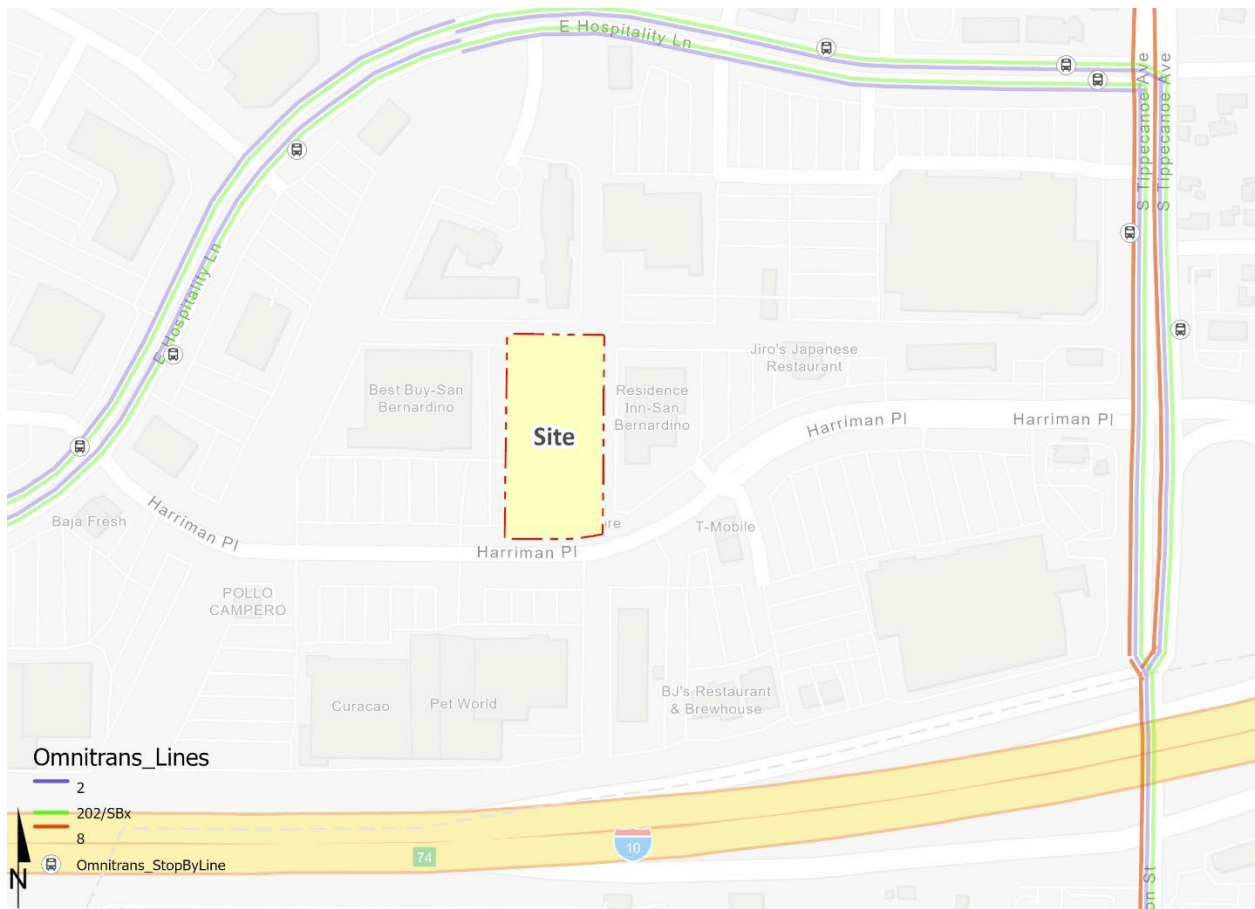 E Hospitality Ln
S Tippecanoe Ave
S Tippecanoe Ave
E Hospitality Ln
Jiro's Japanese
Restaurant
Best Buy-San
Bernardino
Residence
Inn-San
Bernardino
Site
Harriman Pl
Harriman Pl
Baja Fresh
Harriman Pl
T-Mobile
Harriman Pl
POLLO
CAMPERO
Curacao
Pet World
BJ's Restaurant
& Brewhouse
Omnitrans_Lines
2
202/SBx
8
Omnitrans_StopByLine
N
74
10